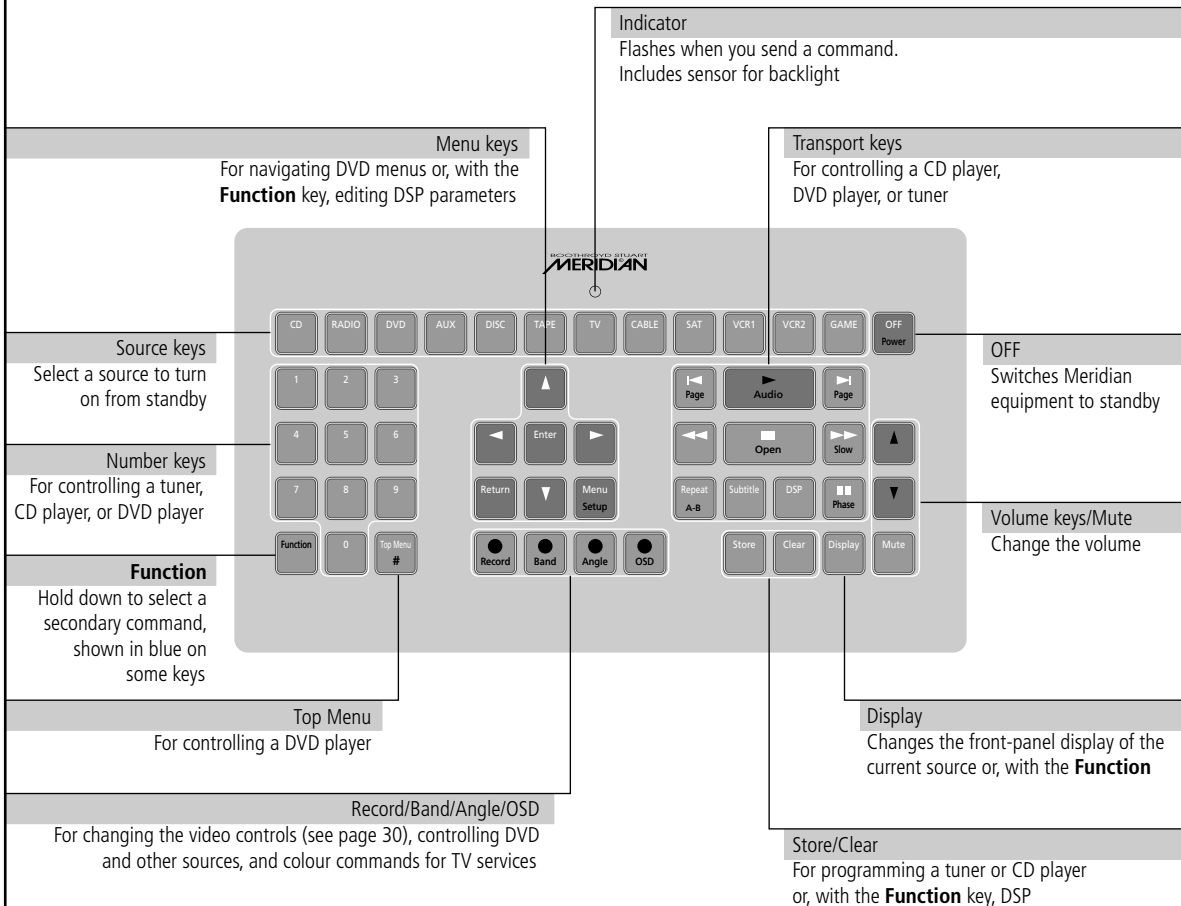 Indicator
Flashes when you send a command.
Includes sensor for backlight
Menu keys
For navigating DVD menus or, with the
Function key, editing DSP parameters
Transport keys
For controlling a CD player,
DVD player, or tuner
BOOTHROYD STUART
MERIDIAN
CD RADIO DVD AUX DISC TAPE TV CABLE SAT VCR1 VCR2 GAME OFF
Power
Source keys
Select a source to turn
on from standby
OFF
Switches Meridian
equipment to standby
1 2 3
Page Audio Page
4 5 6 Enter
Open Slow
Number keys
For controlling a tuner,
CD player, or DVD player
7 8 9 Return Menu Repeat Subtitle DSP
Setup A-B Phase
Volume keys/Mute
Change the volume
Function 0 Top Menu
#
Record Band Angle OSD
Store Clear Display Mute
Function
Hold down to select a
secondary command,
shown in blue on
some keys
Top Menu
For controlling a DVD player
Display
Changes the front-panel display of the
current source or, with the Function
Record/Band/Angle/OSD
For changing the video controls (see page 30), controlling DVD
and other sources, and colour commands for TV services
Store/Clear
For programming a tuner or CD player
or, with the Function key, DSP